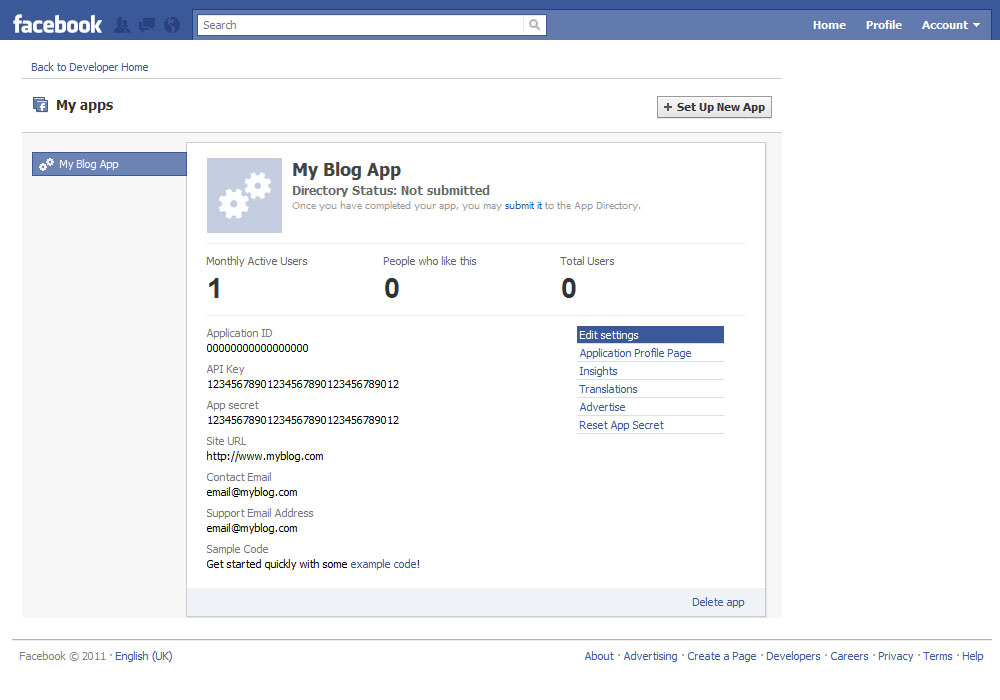 facebook
Search
Home Profile Account
Back to Developer Home
My apps
+ Set Up New App
My Blog App
My Blog App
Directory Status: Not submitted
Once you have completed your app, you may submit it to the App Directory.
Monthly Active Users People who like this Total Users
1 0 0
Application ID
00000000000000000
API Key
12345678901234567890123456789012
App secret
12345678901234567890123456789012
Site URL
http://www.myblog.com
Contact Email
email@myblog.com
Support Email Address
email@myblog.com
Sample Code
Get started quickly with some example code!
Edit settings
Application Profile Page
Insights
Translations
Advertise
Reset App Secret
Delete app
Facebook © 2011 · English (UK)
About · Advertising · Create a Page · Developers · Careers · Privacy · Terms · Help